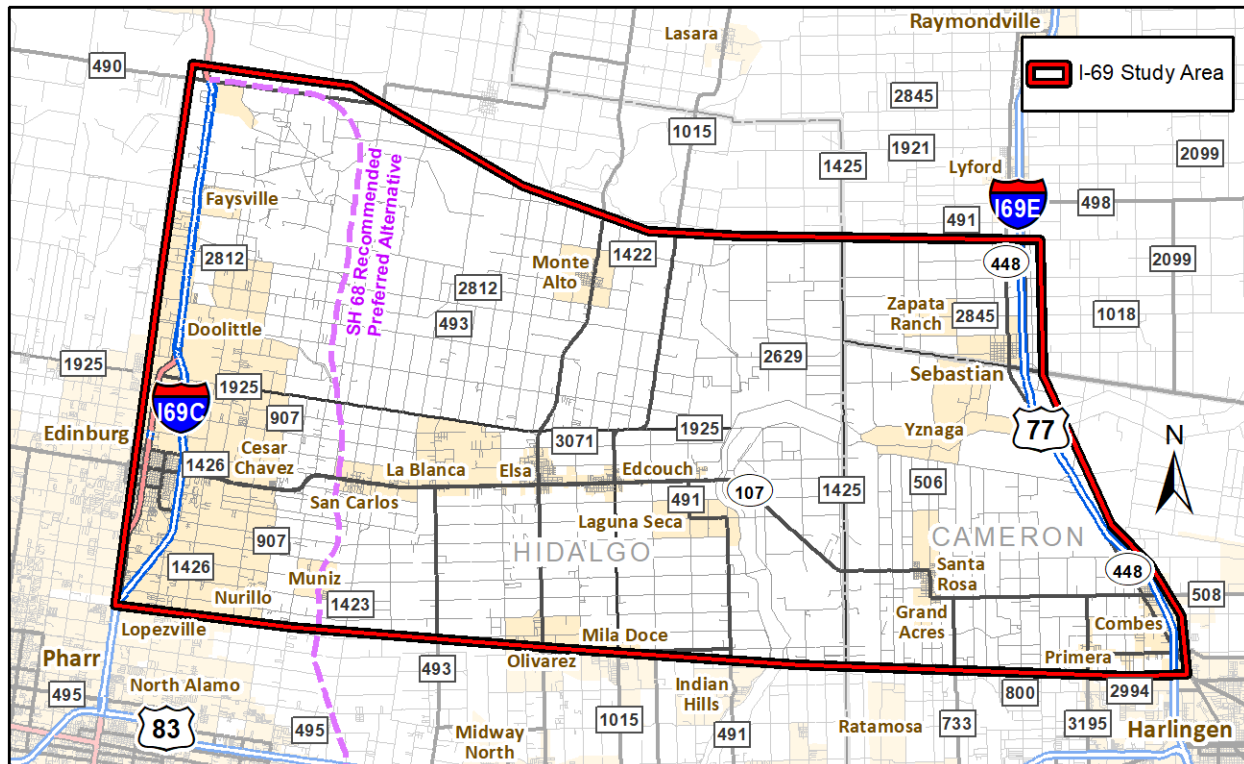 Raymondville
Lasara
490
I-69 Study Area
2845
1015
1921
1425
2099
Lyford
I69E
498
Faysville
491
SH 68 Recommended
Preferred Alternative
448
2812
Monte
Alto
1422
2099
2812
493
Zapata
Ranch
2845
1018
Doolittle
1925
2629
Sebastian
I69C
1925
907
77
N
Edinburg
3071
1925
Yznaga
1426
Cesar
Chavez
La Blanca
Elsa
Edcouch
San Carlos
491
107
1425
506
Laguna Seca
907
HIDALGO
CAMERON
1426
Muniz
Santa
Rosa
448
Nurillo
1423
508
Lopezville
Grand
Acres
Combes
Mila Doce
Pharr
Olivarez
Primera
493
495
North Alamo
Indian
Hills
800
2994
83
495
1015
Ratamosa
733
3195
Midway
North
491
Harlingen